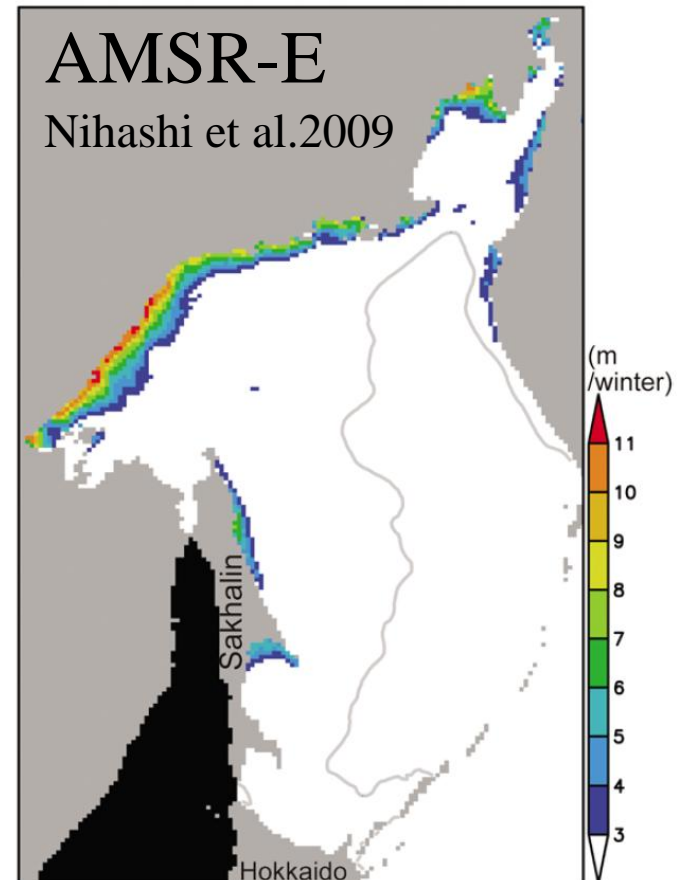 AMSR-E
Nihashi et al.2009
(m
/winter)
11
10
9
8
7
6
5
4
3
Sakhalin
Hokkaido